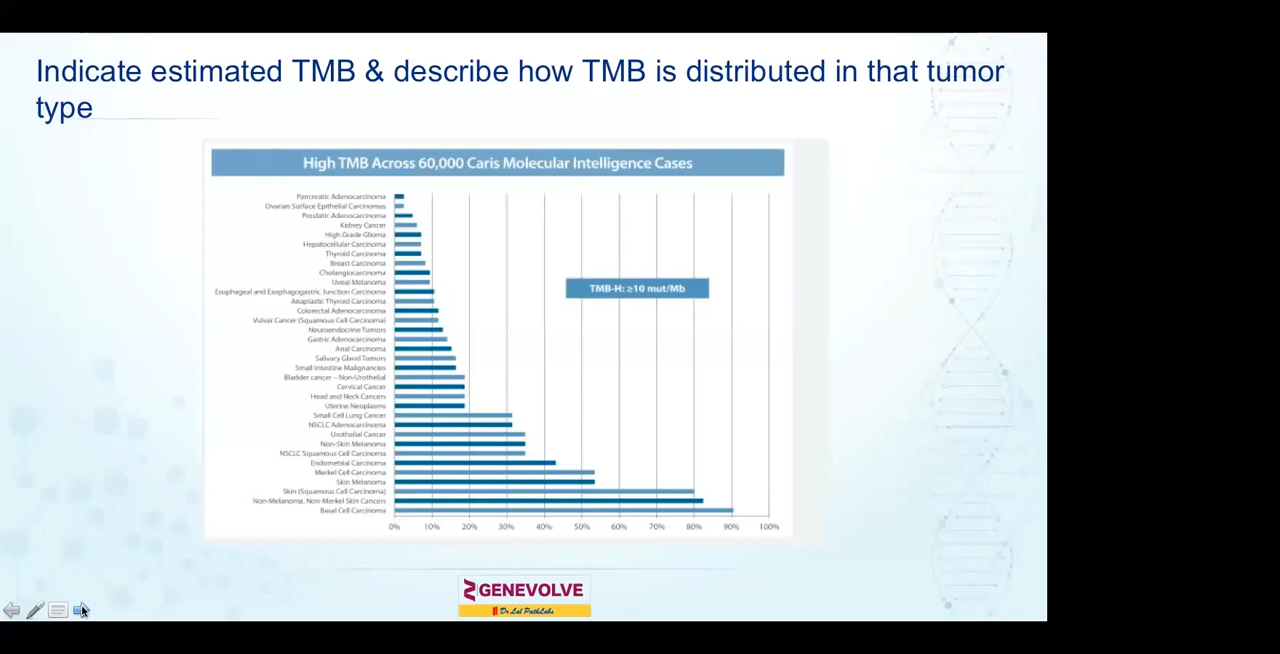 Indicate estimated TMB & describe how TMB is distributed in that tumor
type
High TMB Across 60,000 Caris Molecular Intelligence Cases
Pancreatic Adenocarcinoma
Ovarian Surface Epithelial Carcinomas
Prostatic Adenocarcinoma
Kidney Cancer
High Grade Glioma
Hepatocellular Carcinoma
Thyroid Carcinoma
Breast Carcinoma
Cholangiocarcinoma
Uveal Melanoma
Esophageal and Esophagogastric Junction Carcinoma
Anaplastic Thyroid Carcinoma
Colorectal Adenocarcinoma
Vulvar Cancer (Squamous Cell Carcinoma)
Neuroendocrine Tumors
Gastric Adenocarcinoma
Anal Carcinoma
Salivary Gland Tumors
Small Intestine Malignancies
Bladder cancer – Non-Urothelial
Cervical Cancer
Head and Neck Cancers
Uterine Neoplasms
Small Cell Lung Cancer
NSCLC Adenocarcinoma
Urothelial Cancer
Non-Skin Melanoma
NSCLC Squamous Cell Carcinoma
Endometrial Carcinoma
Merkel Cell Carcinoma
Skin Melanoma
Skin (Squamous Cell Carcinoma)
Non-Melanoma, Non-Merkel Skin Cancers
Basal Cell Carcinoma
TMB-H: ≥10 mut/Mb
0% 10% 20% 30% 40% 50% 60% 70% 80% 90% 100%
GENEVOLVE
Dr Lal PathLabs